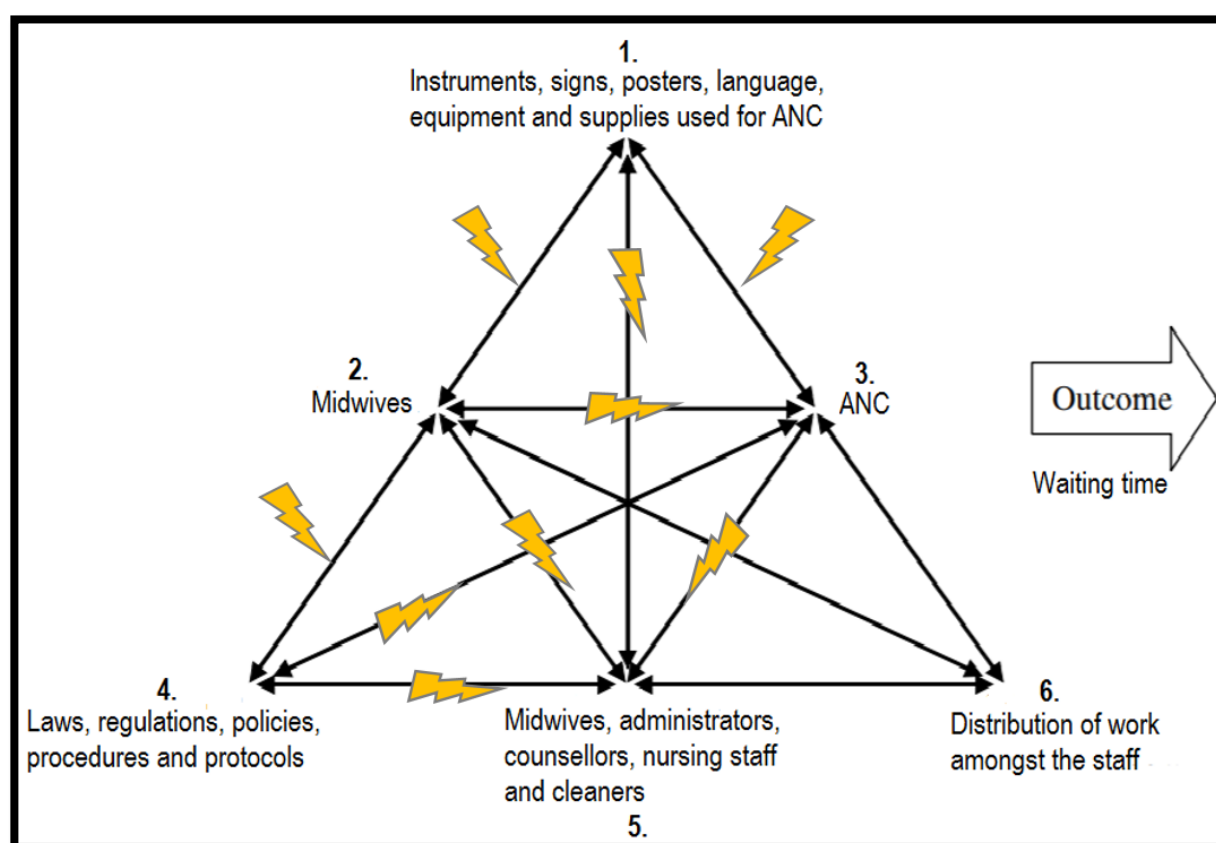 1.
Instruments, signs, posters, language,
equipment and supplies used for ANC
2.
Midwives
3.
ANC
Outcome
Waiting time
4.
Laws, regulations, policies,
procedures and protocols
Midwives, administrators,
counsellors, nursing staff
and cleaners
5.
6.
Distribution of work
amongst the staff